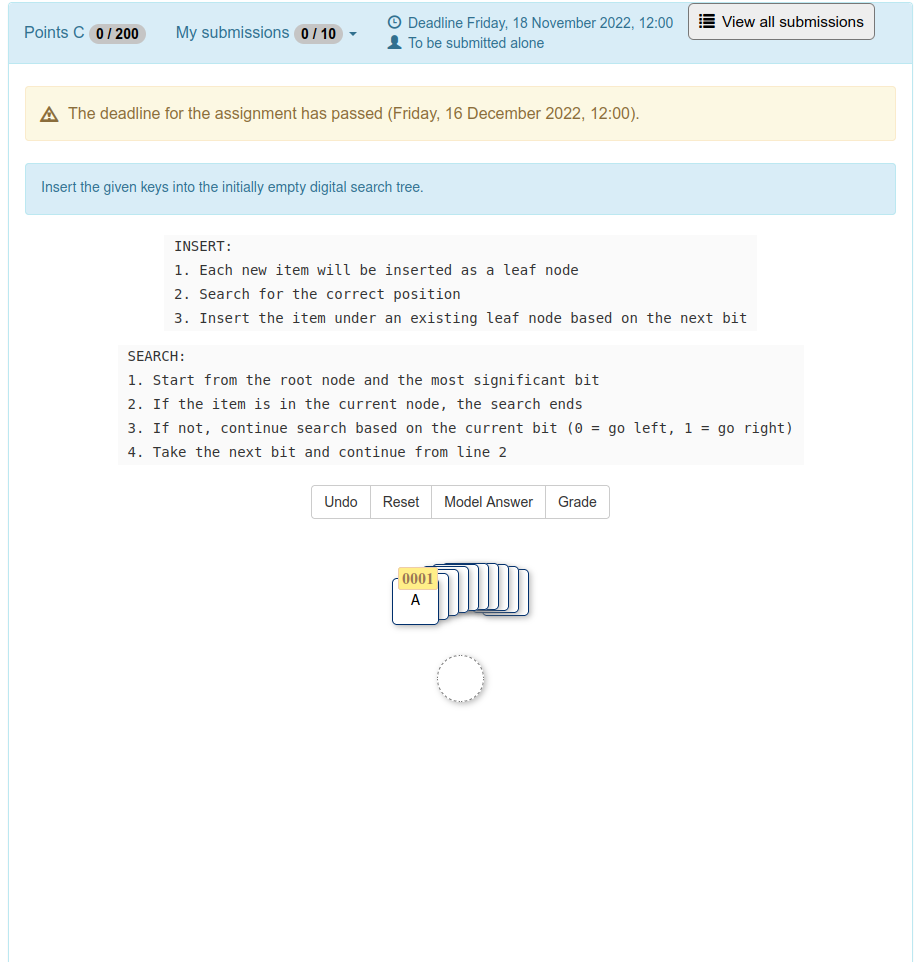 Points C 0 / 200 My submissions 0 / 10 Deadline Friday, 18 November 2022, 12:00 View all submissions
To be submitted alone
The deadline for the assignment has passed (Friday, 16 December 2022, 12:00).
Insert the given keys into the initially empty digital search tree.
INSERT:
1. Each new item will be inserted as a leaf node
2. Search for the correct position
3. Insert the item under an existing leaf node based on the next bit
SEARCH:
1. Start from the root node and the most significant bit
2. If the item is in the current node, the search ends
3. If not, continue search based on the current bit (0 = go left, 1 = go right)
4. Take the next bit and continue from line 2
Undo Reset Model Answer Grade
0001
A